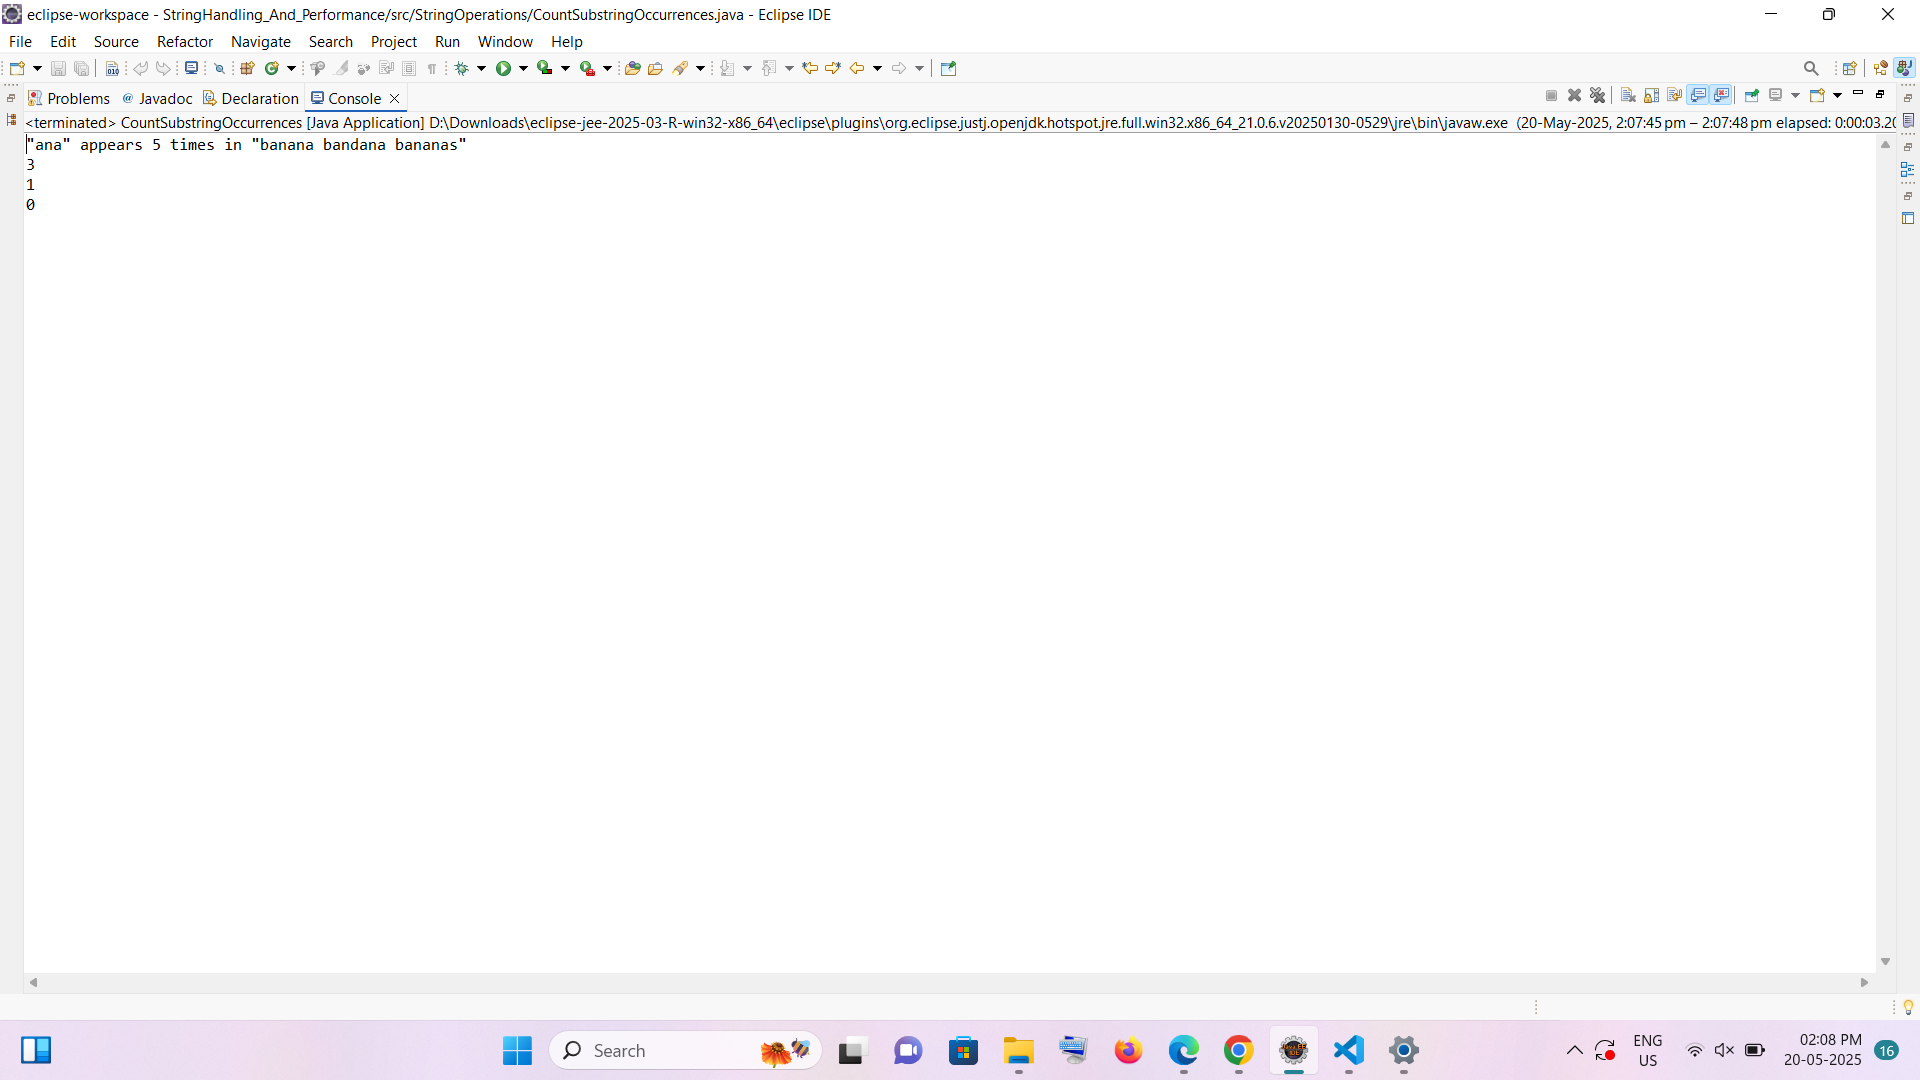 eclipse-workspace - StringHandling_And_Performance/src/StringOperations/CountSubstringOccurrences.java - Eclipse IDE
File Edit Source Refactor Navigate Search Project Run Window Help
Problems @ Javadoc Declaration Console
<terminated> CountSubstringOccurrences [Java Application] D:\Downloads\eclipse-jee-2025-03-R-win32-x86_64\eclipse\plugins\org.eclipse.justj.openjdk.hotspot.jre.full.win32.x86_64_21.0.6.v20250130-0529\jre\bin\javaw.exe (20-May-2025, 2:07:45 pm – 2:07:48 pm elapsed: 0:00:03.20
"ana" appears 5 times in "banana bandana bananas"
3
1
0
Search
ENG
US
02:08 PM
20-05-2025
16